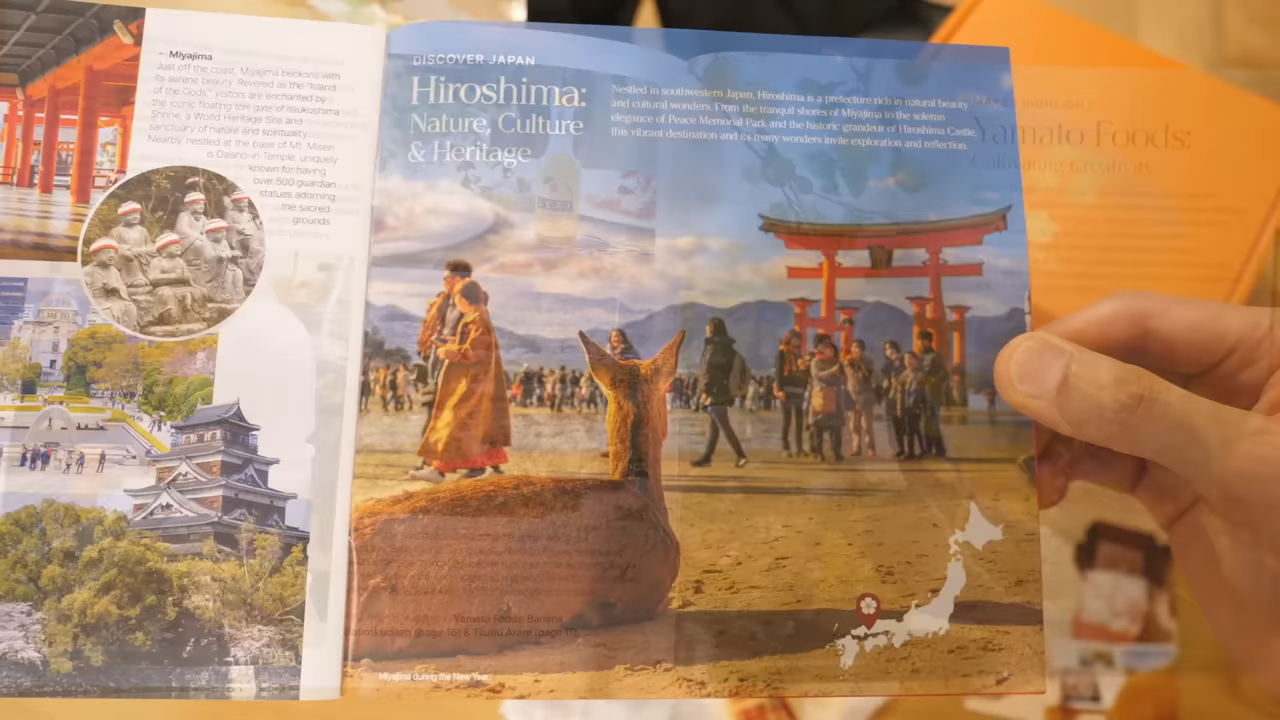 - Miyajima
Just off the coast, Miyajima beckons with
its serene beauty. Revered as the "Island
of the Gods," visitors are enchanted by
the iconic floating torii gate of Itsukushima
Shrine, a World Heritage Site and
sanctuary of nature and spirituality.
Nearby, nestled at the base of Mt. Misen
is Daisho-in Temple, uniquely
known for having
over 500 guardian
statues adorning
the sacred
grounds.
DISCOVER JAPAN
Hiroshima:
Nature, Culture
& Heritage
Nestled in southwestern Japan, Hiroshima is a prefecture rich in natural beauty
and cultural wonders. From the tranquil shores of Miyajima to the solemn
elegance of Peace Memorial Park and the historic grandeur of Hiroshima Castle,
this vibrant destination and its many wonders invite exploration and reflection.
Yamato Foods:
Cultivating Creativity
Yamato Foods: Banana
(page 16) & Tsubu Arare (page 11).
Miyajima during the New Year.